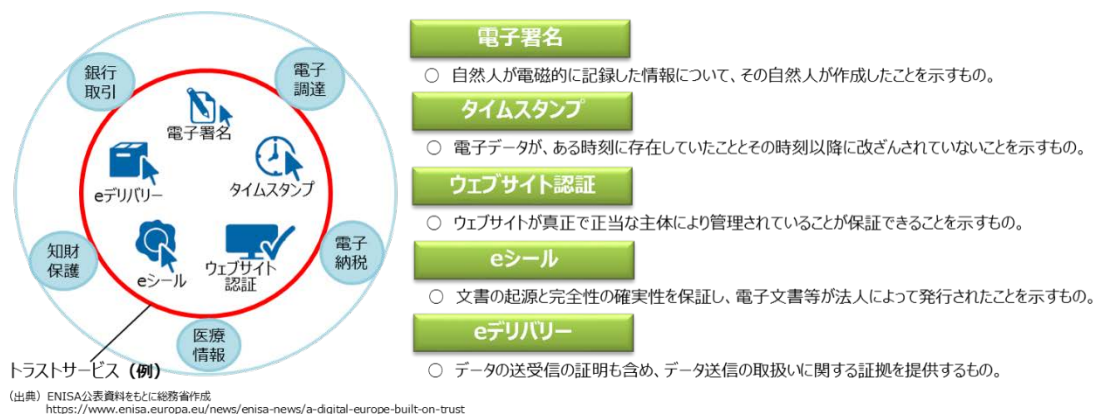 銀行
取引
電子
調達
電子署名
eデリバリー
タイムスタンプ
知財
保護
eシール
ウェブサイト
認証
電子
納税
医療
情報
トラストサービス（例）
（出典）ENISA公表資料をもとに総務省作成
https://www.enisa.europa.eu/news/enisa-news/a-digital-europe-built-on-trust
電子署名
○ 自然人が電磁的に記録した情報について、その自然人が作成したことを示すもの。
タイムスタンプ
○ 電子データが、ある時刻に存在していたこととその時刻以降に改ざんされていないことを示すもの。
ウェブサイト認証
○ ウェブサイトが真正で正当な主体により管理されていることが保証できることを示すもの。
eシール
○ 文書の起源と完全性の確実性を保証し、電子文書等が法人によって発行されたことを示すもの。
eデリバリー
○ データの送受信の証明も含め、データ送信の取扱いに関する証拠を提供するもの。